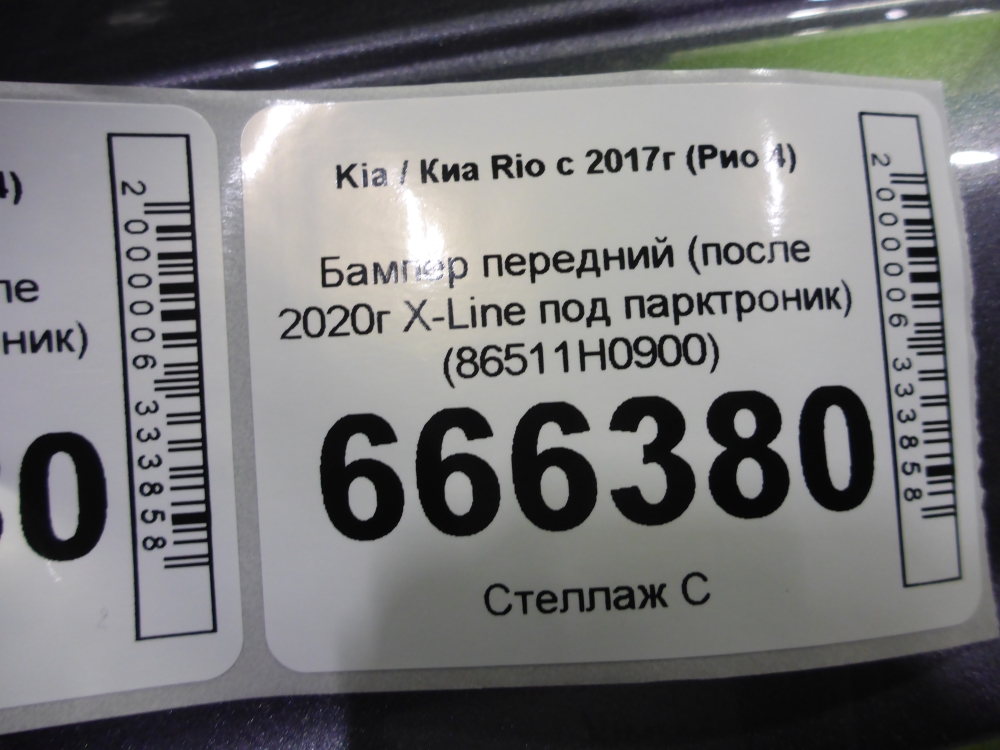 Kia / Киа Rio с 2017г (Рио 4)
Бампер передний (после
2020г X-Line под парктроник)
(86511H0900)
666380
Стеллаж С
2000006333858
4)
ле
ник)
0
2000006333858